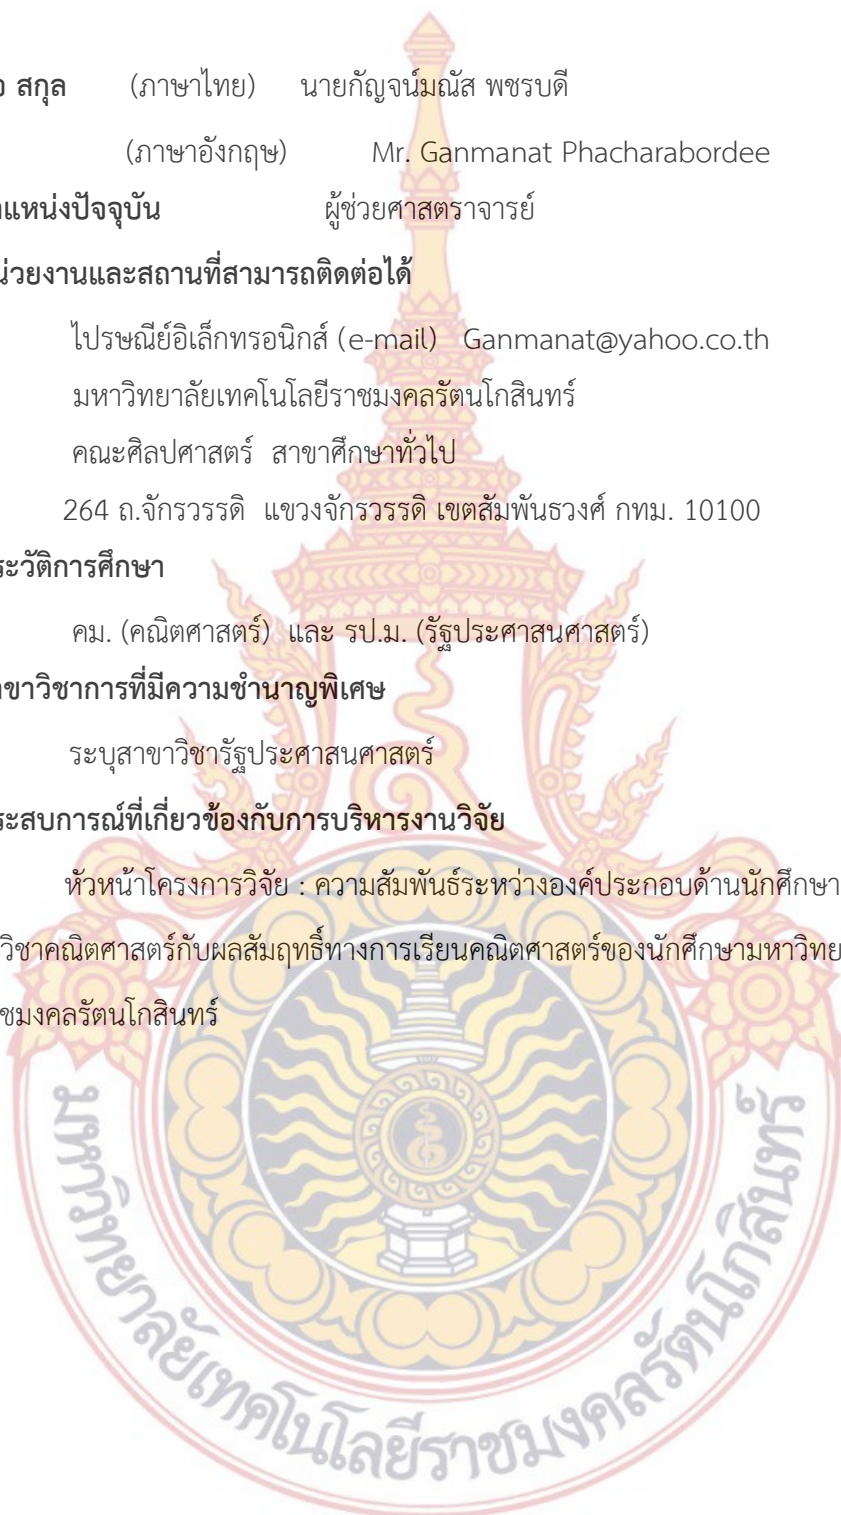 อ สกุล (ภาษาไทย) นายกัญจน์มณัส พชรบดี
(ภาษาอังกฤษ) Mr. Ganmanat Phacharabordee
าแหน่งปัจจุบัน ผู้ช่วยศาสตราจารย์
น่วยงานและสถานที่สามารถติดต่อได้
ไปรษณีย์อิเล็กทรอนิกส์ (e-mail) Ganmanat@yahoo.co.th
มหาวิทยาลัยเทคโนโลยีราชมงคลรัตนโกสินทร์
คณะศิลปศาสตร์ สาขาศึกษาทั่วไป
264 ถ.จักรวรรดิ แขวงจักรวรรดิ เขตสัมพันธวงศ์ กทม. 10100
ระวัติการศึกษา
คม. (คณิตศาสตร์) และ รป.ม. (รัฐประศาสนศาสตร์)
าขาวิชาการที่มีความชำนาญพิเศษ
ระบุสาขาวิชารัฐประศาสนศาสตร์
ระสบการณ์ที่เกี่ยวข้องกับการบริหารงานวิจัย
หัวหน้าโครงการวิจัย : ความสัมพันธ์ระหว่างองค์ประกอบด้านนักศึกษา
วิชาคณิตศาสตร์กับผลสัมฤทธิ์ทางการเรียนคณิตศาสตร์ของนักศึกษามหาวิทย
ชมงคลรัตนโกสินทร์
มหาวิทยาลัยเทคโนโลยีราชมงคลรัตนโกสินทร์